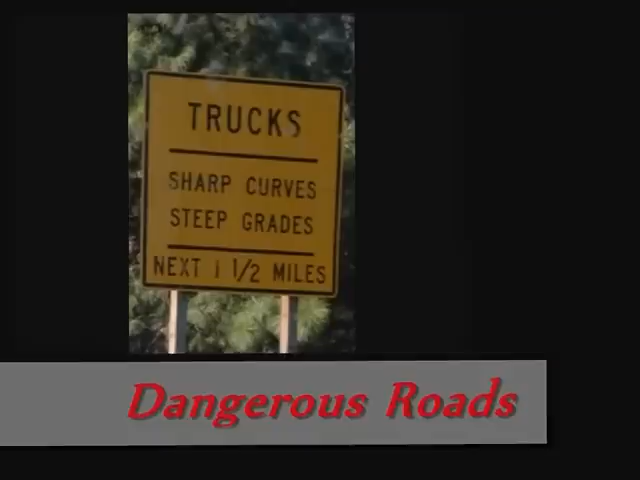 TRUCKS
SHARP CURVES
STEEP GRADES
NEXT 1 1/2 MILES
Dangerous Roads